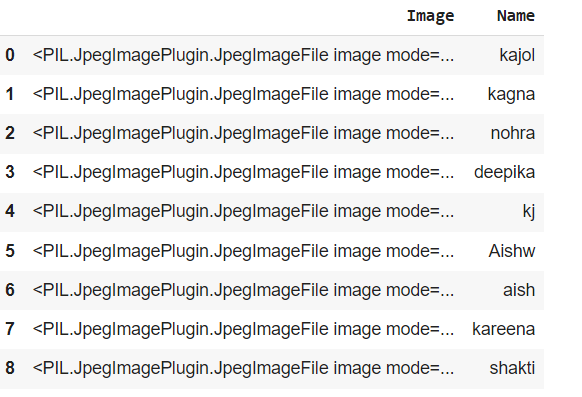 Image Name
0 <PIL.JpegImagePlugin.JpegImageFile image mode=... kajol
1 <PIL.JpegImagePlugin.JpegImageFile image mode=... kagna
2 <PIL.JpegImagePlugin.JpegImageFile image mode=... nohra
3 <PIL.JpegImagePlugin.JpegImageFile image mode=... deepika
4 <PIL.JpegImagePlugin.JpegImageFile image mode=... kj
5 <PIL.JpegImagePlugin.JpegImageFile image mode=... Aishw
6 <PIL.JpegImagePlugin.JpegImageFile image mode=... aish
7 <PIL.JpegImagePlugin.JpegImageFile image mode=... kareena
8 <PIL.JpegImagePlugin.JpegImageFile image mode=... shakti